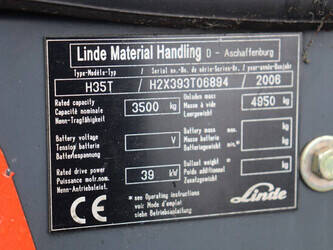 Linde Material Handling D - Aschaffenburg
Type-Modèle-Typ / Serial no.-No. de série-Serien-Nr. / year-année-Baujahr
H35T / H2X393T06894 / 2006
Rated capacity
Capacité nominale
Nenn-Tragfähigkeit
3500 kg
Unladen mass
Masse à vide
Leergewicht
4950 kg
Battery voltage
Tension batterie
Batteriespannung
V
Battery mass
Masse batterie
Batteriegewicht
kg
Rated drive power
Puissance motr.nom.
Nenn-Antriebsleist.
39 kW
Ballast weight
Poids additionnel
Zusatzgewicht
kg
CE
* see Operating instructions
voir Mode d'emploi
siehe Betriebsanleitung
Linde